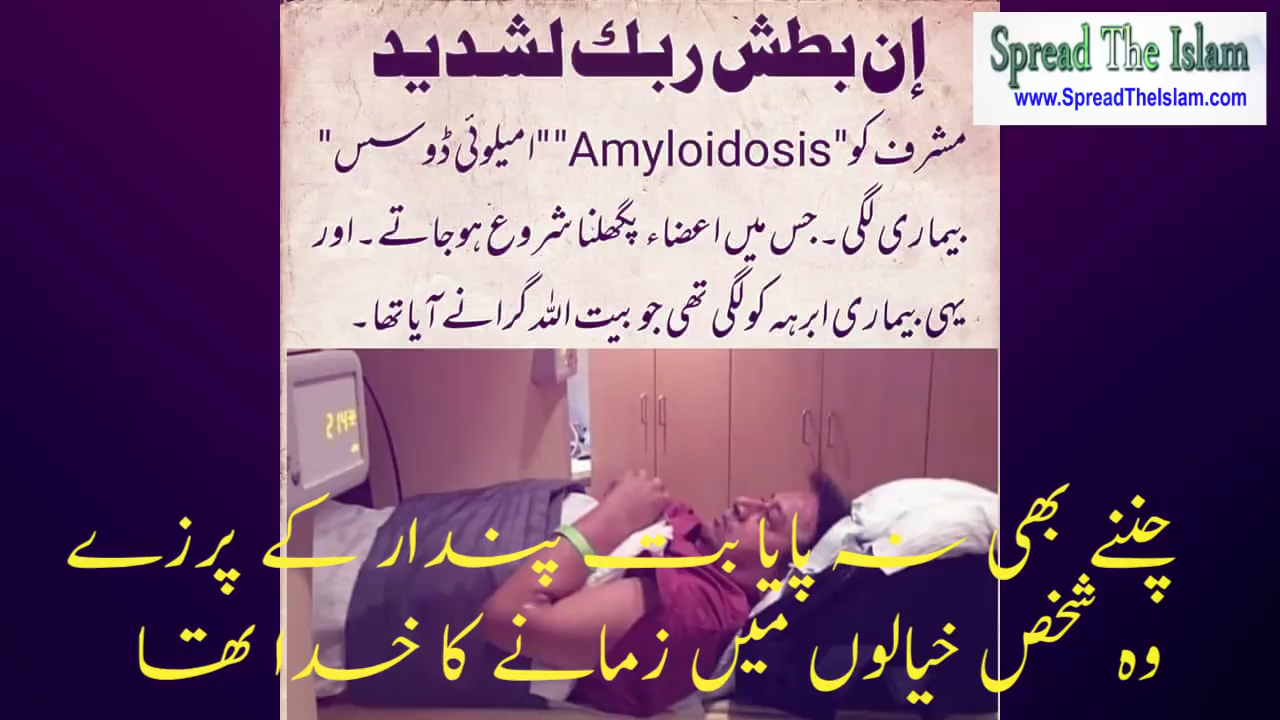 إن بطش ربك لشديد
Spread The Islam
www.SpreadTheIslam.com
مشرف کو "Amyloidosis" "امیلوئی ڈوسس"
بیماری لگی۔ جس میں اعضاء پگھلنا شروع ہوجاتے۔ اور
یہی بیماری ابرہہ کو لگی تھی جو بیت اللہ گرانے آیا تھا۔
214
چننے بھی نہ پایا بت پندار کے پرزے
وہ شخص خیالوں میں زمانے کا خدا تھا